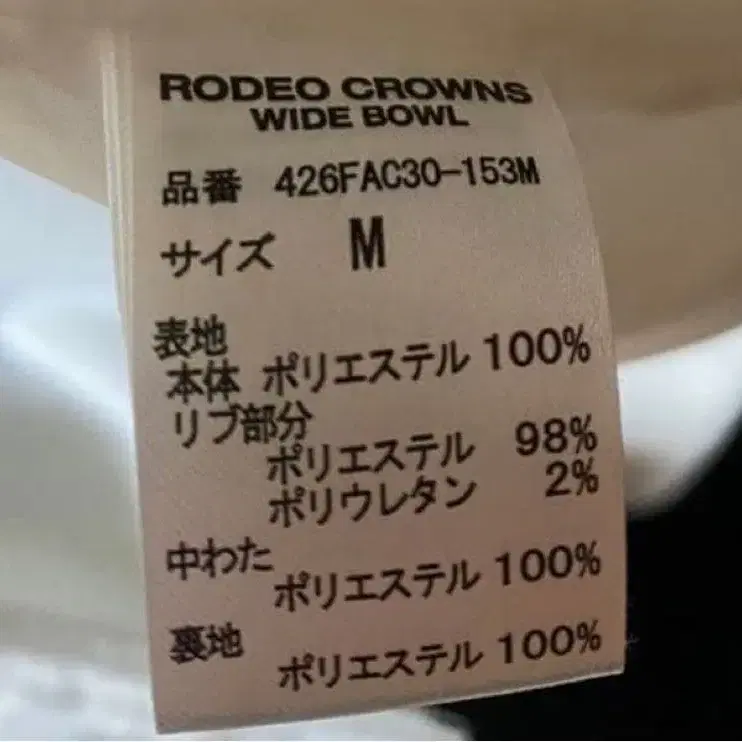 RODEO CROWNS
WIDE BOWL
品番 426FAC30-153M
サイズ M
表地
本体 ポリエステル 100%
リブ部分
ポリエステル 98%
ポリウレタン 2%
中わた
ポリエステル 100%
裏地
ポリエステル 100%